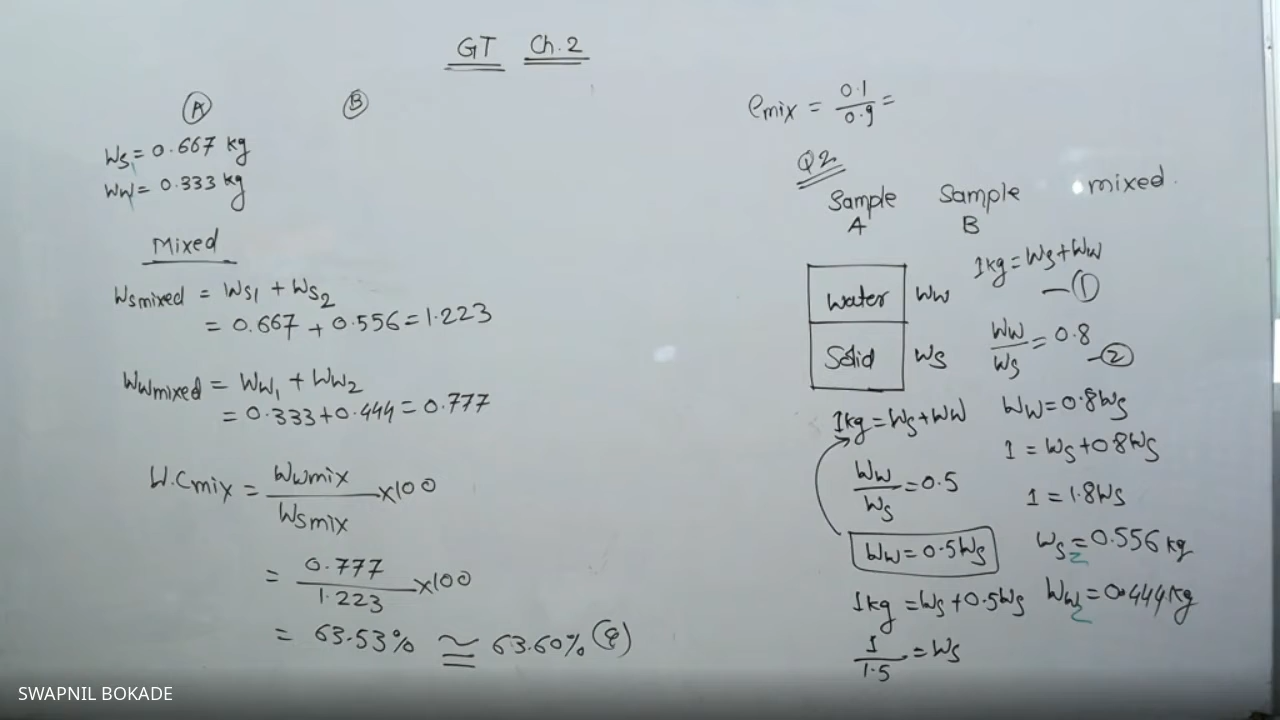 GT Ch.2
A B
Ws1 = 0.667 kg
Ww1 = 0.333 kg
Mixed
Wsmixed = Ws1 + Ws2
= 0.667 + 0.556 = 1.223
Wwmixed = Ww1 + Ww2
= 0.333 + 0.444 = 0.777
W.Cmix = Wwmix / Wsmix × 100
= 0.777 / 1.223 × 100
= 63.53% ≅ 63.60%
emix = 0.1 / 0.9 =
Q2
Sample A Sample B mixed.
water Ww
Solid Ws
1kg = Ws + Ww
Ww / Ws = 0.5
Ww = 0.5Ws
1kg = Ws + 0.5Ws
1 / 1.5 = Ws
1kg = Ws + Ww — 1
Ww / Ws = 0.8 — 2
Ww = 0.8Ws
1 = Ws + 0.8Ws
1 = 1.8Ws
Ws2 = 0.556 kg
Ww2 = 0.444 kg
SWAPNIL BOKADE